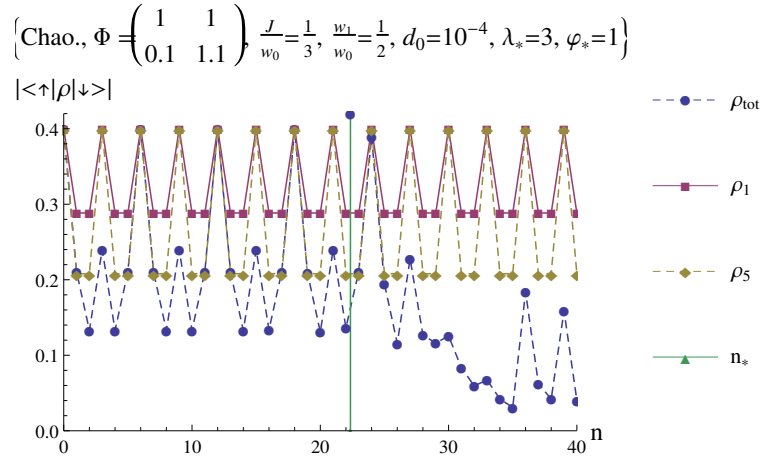 {Chao., Φ = (1 1
0.1 1.1), J/w₀ = 1/3, w₁/w₀ = 1/2, d₀=10⁻⁴, λ*=3, φ*=1}
|<↑|ρ|↓>|
0.4
0.3
0.2
0.1
0.0
0 10 20 30 40 n
ρtot
ρ₁
ρ₅
n*